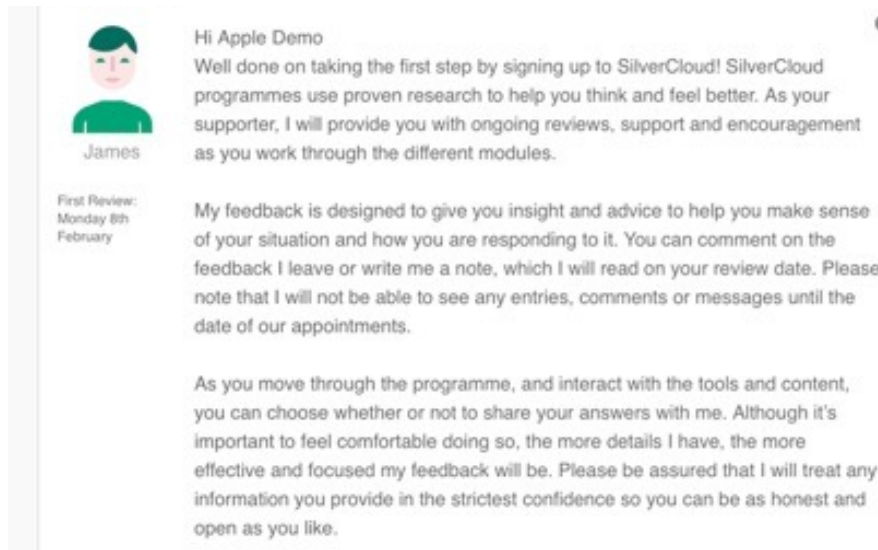 Hi Apple Demo
Well done on taking the first step by signing up to SilverCloud! SilverCloud
programmes use proven research to help you think and feel better. As your
supporter, I will provide you with ongoing reviews, support and encouragement
as you work through the different modules.
James
First Review:
Monday 8th
February
My feedback is designed to give you insight and advice to help you make sense
of your situation and how you are responding to it. You can comment on the
feedback I leave or write me a note, which I will read on your review date. Please
note that I will not be able to see any entries, comments or messages until the
date of our appointments.
As you move through the programme, and interact with the tools and content,
you can choose whether or not to share your answers with me. Although it's
important to feel comfortable doing so, the more details I have, the more
effective and focused my feedback will be. Please be assured that I will treat any
information you provide in the strictest confidence so you can be as honest and
open as you like.